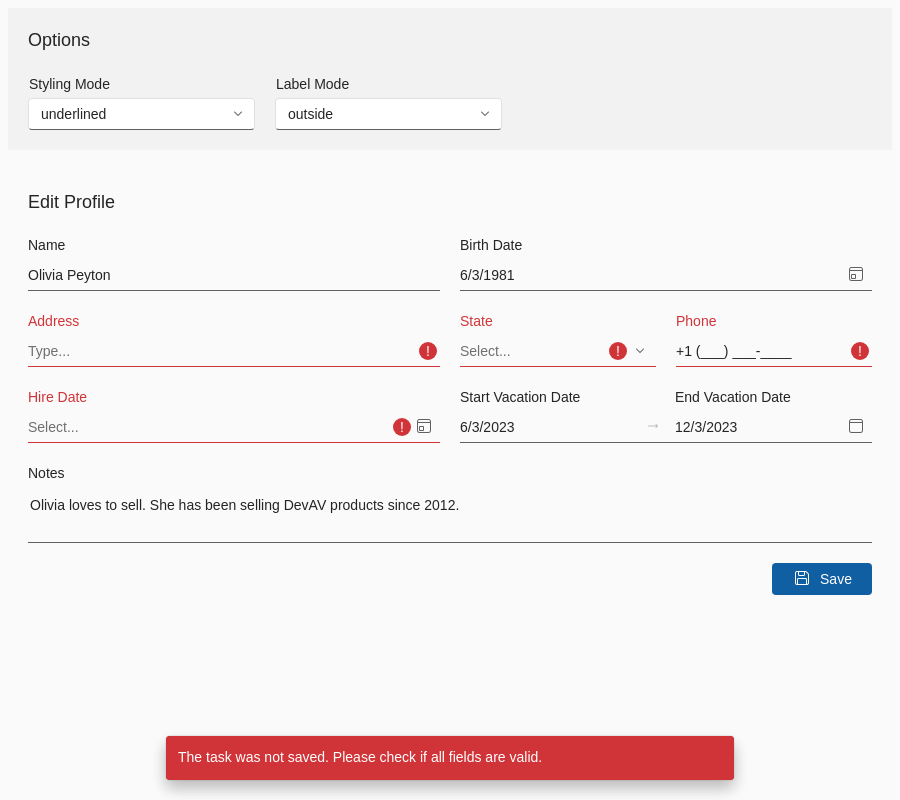 Options
Styling Mode
Label Mode
underlined
outside
Edit Profile
Name
Birth Date
Olivia Peyton
6/3/1981
Address
State
Phone
Type...
Select...
+1 (___) ___-____
Hire Date
Start Vacation Date
End Vacation Date
Select...
6/3/2023
12/3/2023
Notes
Olivia loves to sell. She has been selling DevAV products since 2012.
Save
The task was not saved. Please check if all fields are valid.